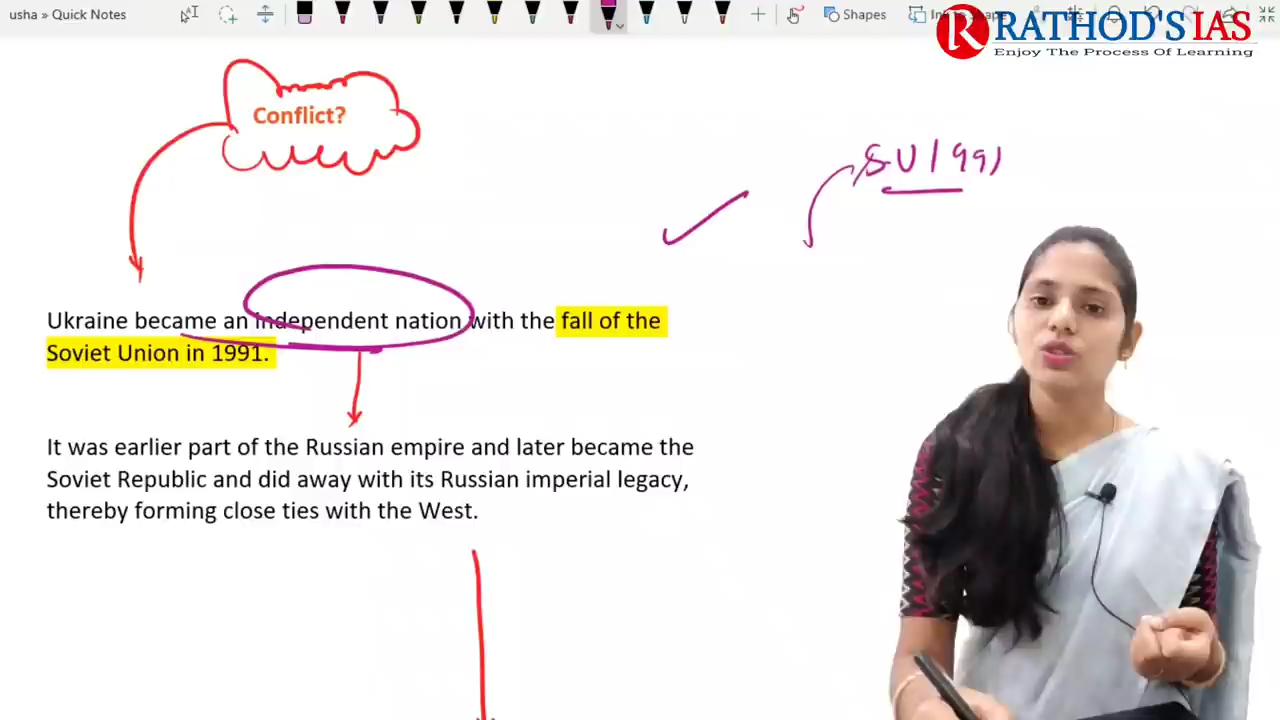 usha » Quick Notes
Shapes
RATHOD'S IAS
Enjoy The Process Of Learning
Conflict?
SU 1991
Ukraine became an independent nation with the fall of the
Soviet Union in 1991.
It was earlier part of the Russian empire and later became the
Soviet Republic and did away with its Russian imperial legacy,
thereby forming close ties with the West.